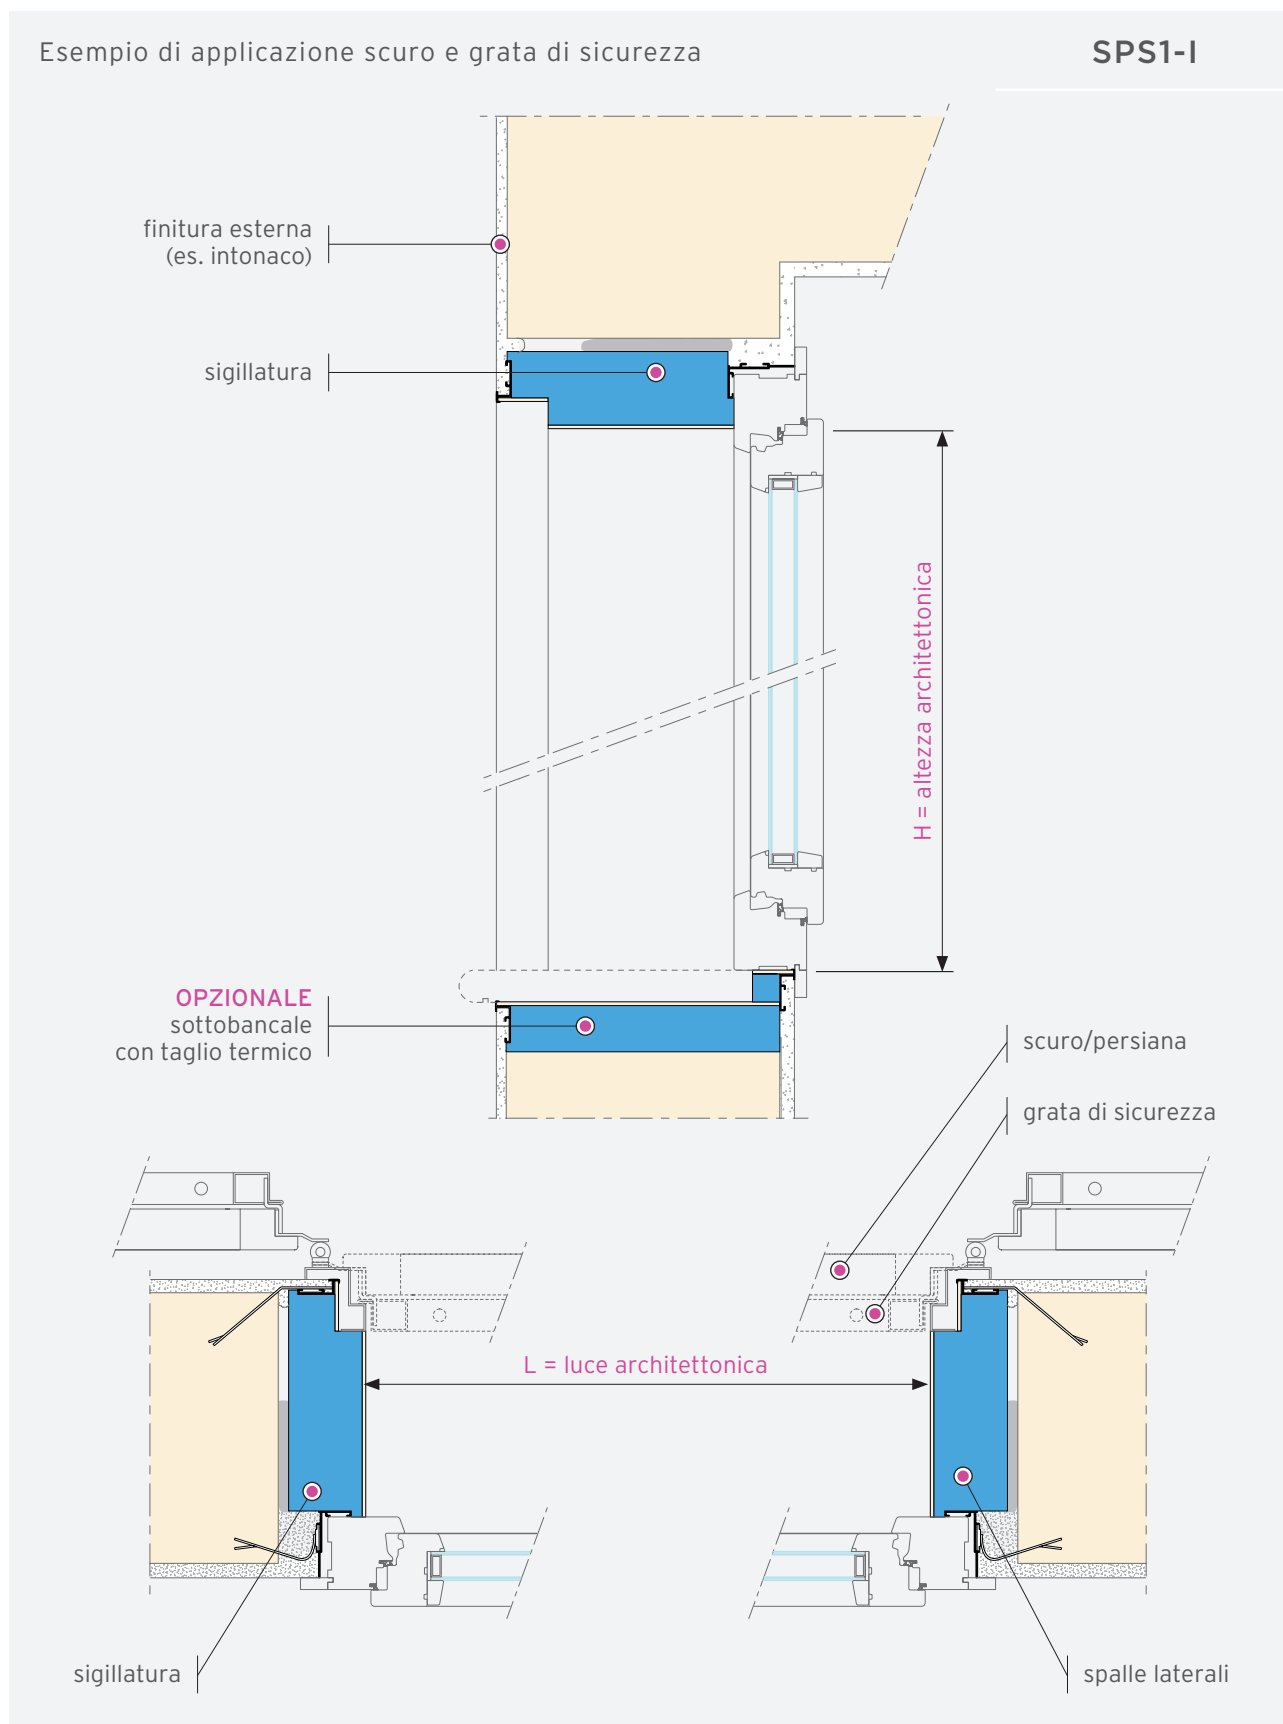 Esempio di applicazione scuro e grata di sicurezza
SPS1-I
finitura esterna
(es. intonaco)
sigillatura
H = altezza architettonica
OPZIONALE
sottobancale
con taglio termico
scuro/persiana
grata di sicurezza
L = luce architettonica
sigillatura
spalle laterali